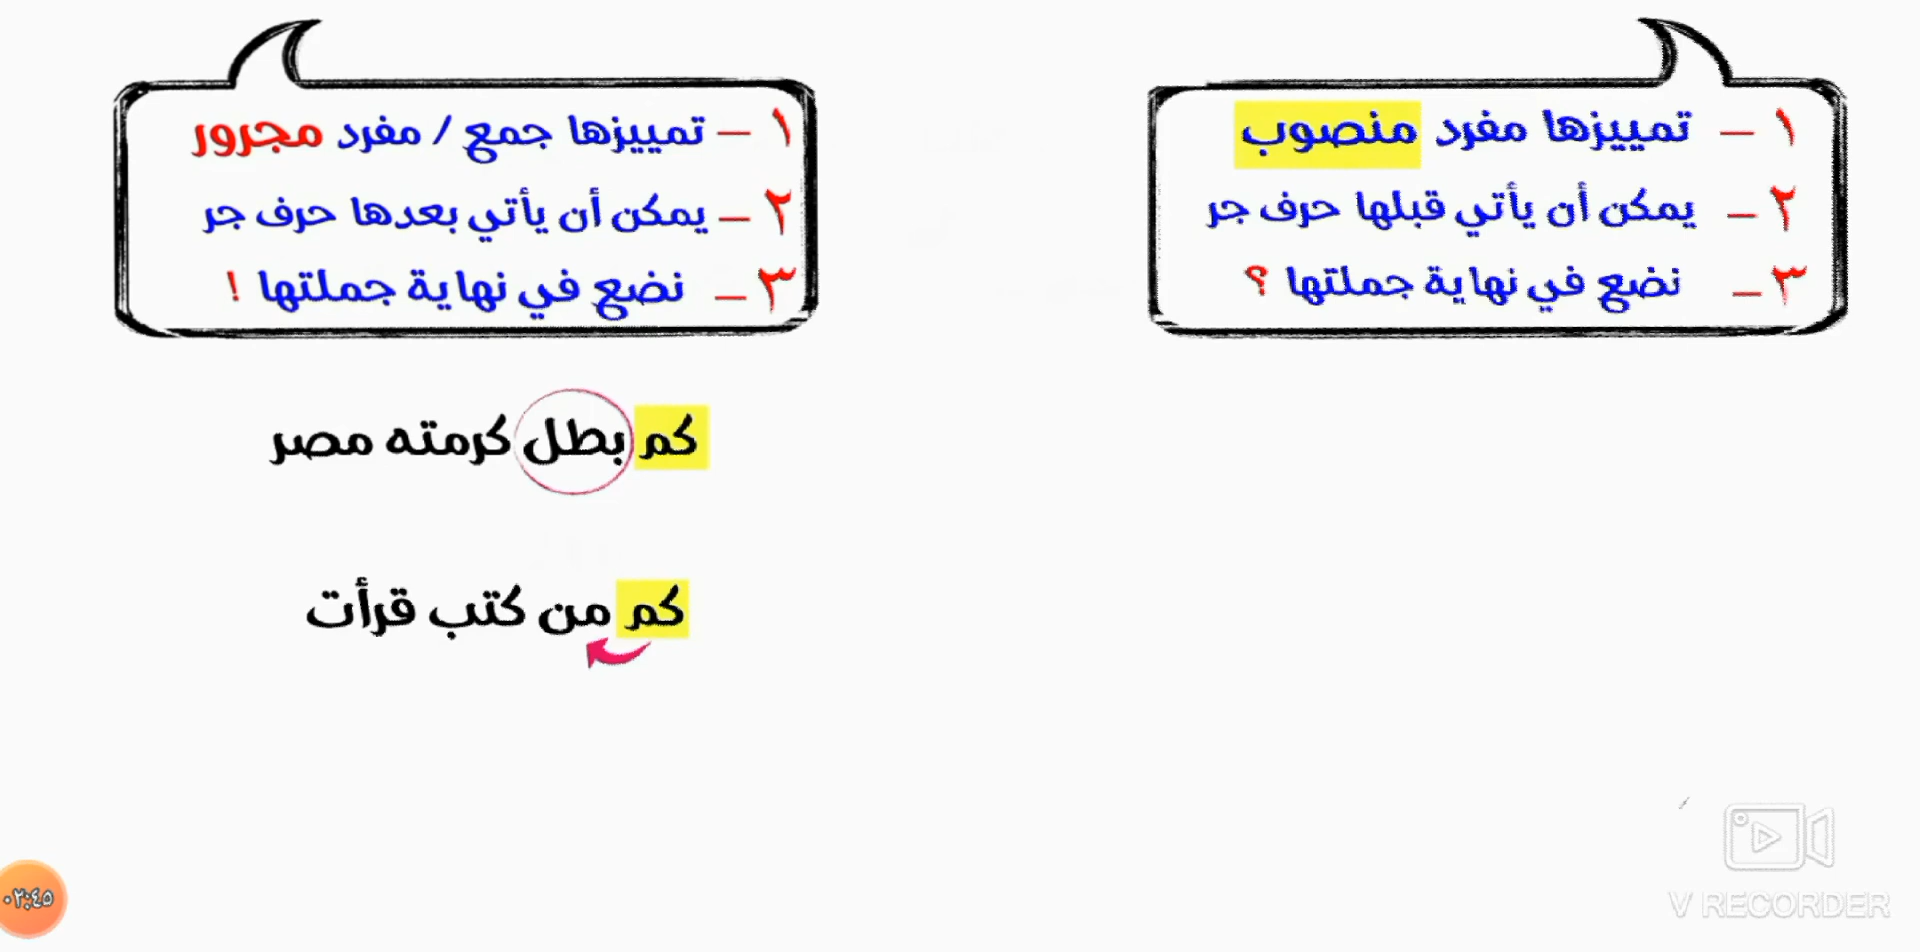 ١ – تمييزها مفرد منصوب
٢ – يمكن أن يأتي قبلها حرف جر
٣ – نضع في نهاية جملتها ؟
١ – تمييزها جمع / مفرد مجرور
٢ – يمكن أن يأتي بعدها حرف جر
٣ – نضع في نهاية جملتها !
كم بطل كرمته مصر
كم من كتب قرأت
٠٢:٤٥
V RECORDER